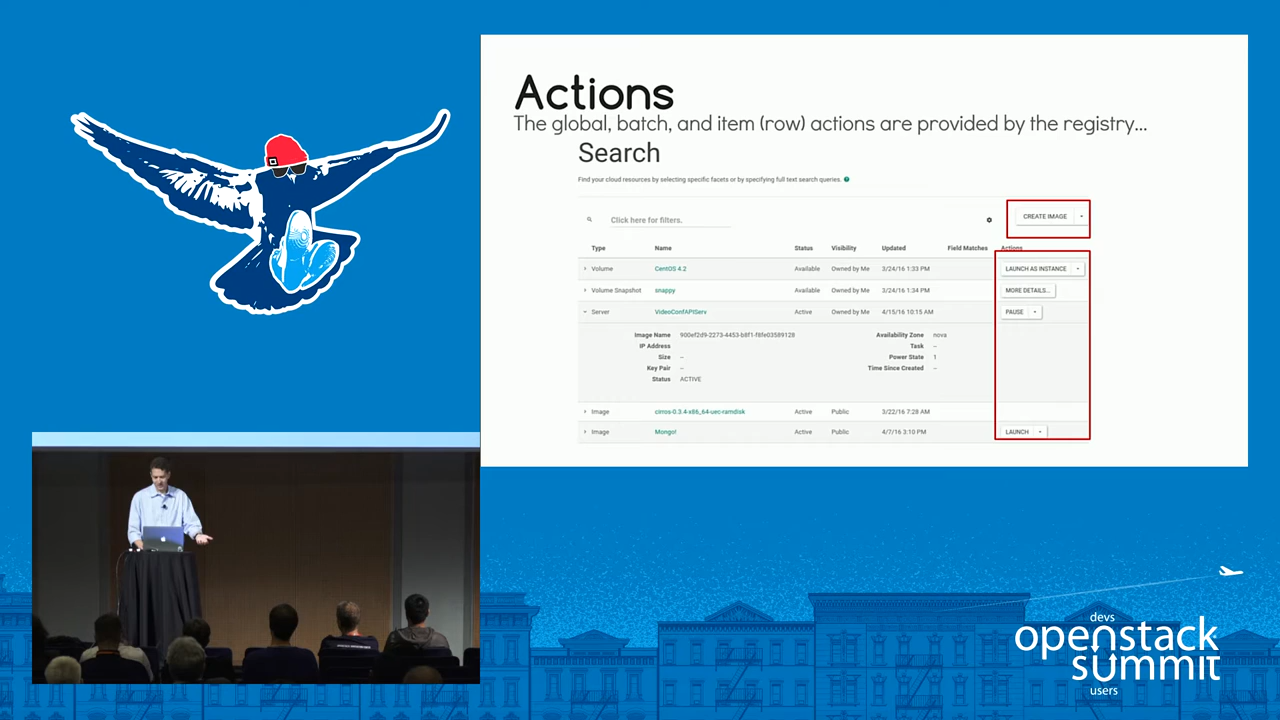 Actions
The global, batch, and item (row) actions are provided by the registry...
Search
Find your cloud resources by selecting specific facets or by specifying full text search queries.
Click here for filters.
CREATE IMAGE
Type Name Status Visibility Updated Field Matches Actions
Volume CentOS 4.2 Available Owned by Me 3/24/16 1:33 PM LAUNCH AS INSTANCE
Volume Snapshot snappy Available Owned by Me 3/24/16 1:34 PM MORE DETAILS...
Server VideoConfAPIServ Active Owned by Me 4/15/16 10:15 AM PAUSE
Image Name 900ef2d9-2273-4453-b8f1-f8fe03589128 Availability Zone nova
IP Address Task --
Size -- Power State 1
Key Pair -- Time Since Created --
Status ACTIVE
Image cirros-0.3.4-x86_64-uec-ramdisk Active Public 3/22/16 7:28 AM
Image Mongo! Active Public 4/7/16 3:10 PM LAUNCH
devs
openstack
summit
users